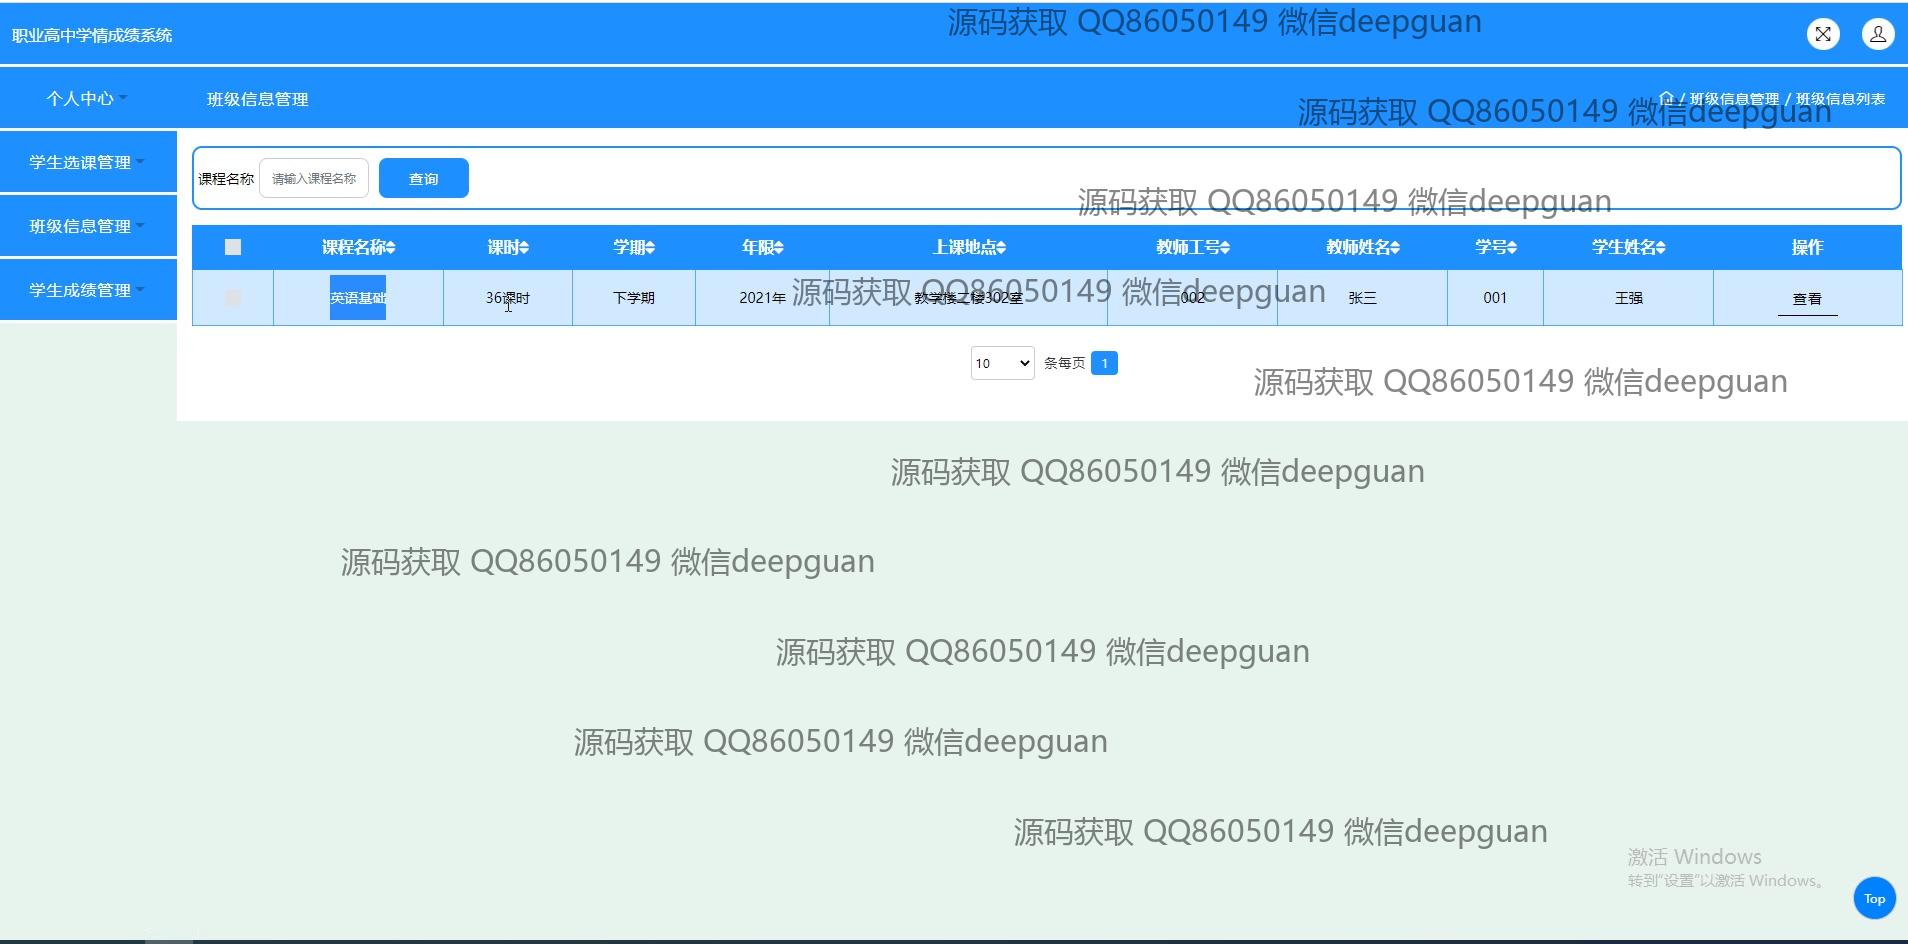 源码获取 QQ86050149 微信deepguan
职业高中学情成绩系统
个人中心
班级信息管理
/ 班级信息管理 / 班级信息列表
源码获取 QQ86050149 微信deepguan
学生选课管理
课程名称 请输入课程名称 查询
源码获取 QQ86050149 微信deepguan
班级信息管理
课程名称 课时 学期 年限 上课地点 教师工号 教师姓名 学号 学生姓名 操作
学生成绩管理
英语基础 36课时 下学期 2021年 教学楼二楼302室 002 张三 001 王强 查看
源码获取 QQ86050149 微信deepguan
10 条每页 1
源码获取 QQ86050149 微信deepguan
源码获取 QQ86050149 微信deepguan
源码获取 QQ86050149 微信deepguan
源码获取 QQ86050149 微信deepguan
源码获取 QQ86050149 微信deepguan
源码获取 QQ86050149 微信deepguan
激活 Windows
转到"设置"以激活 Windows。
Top